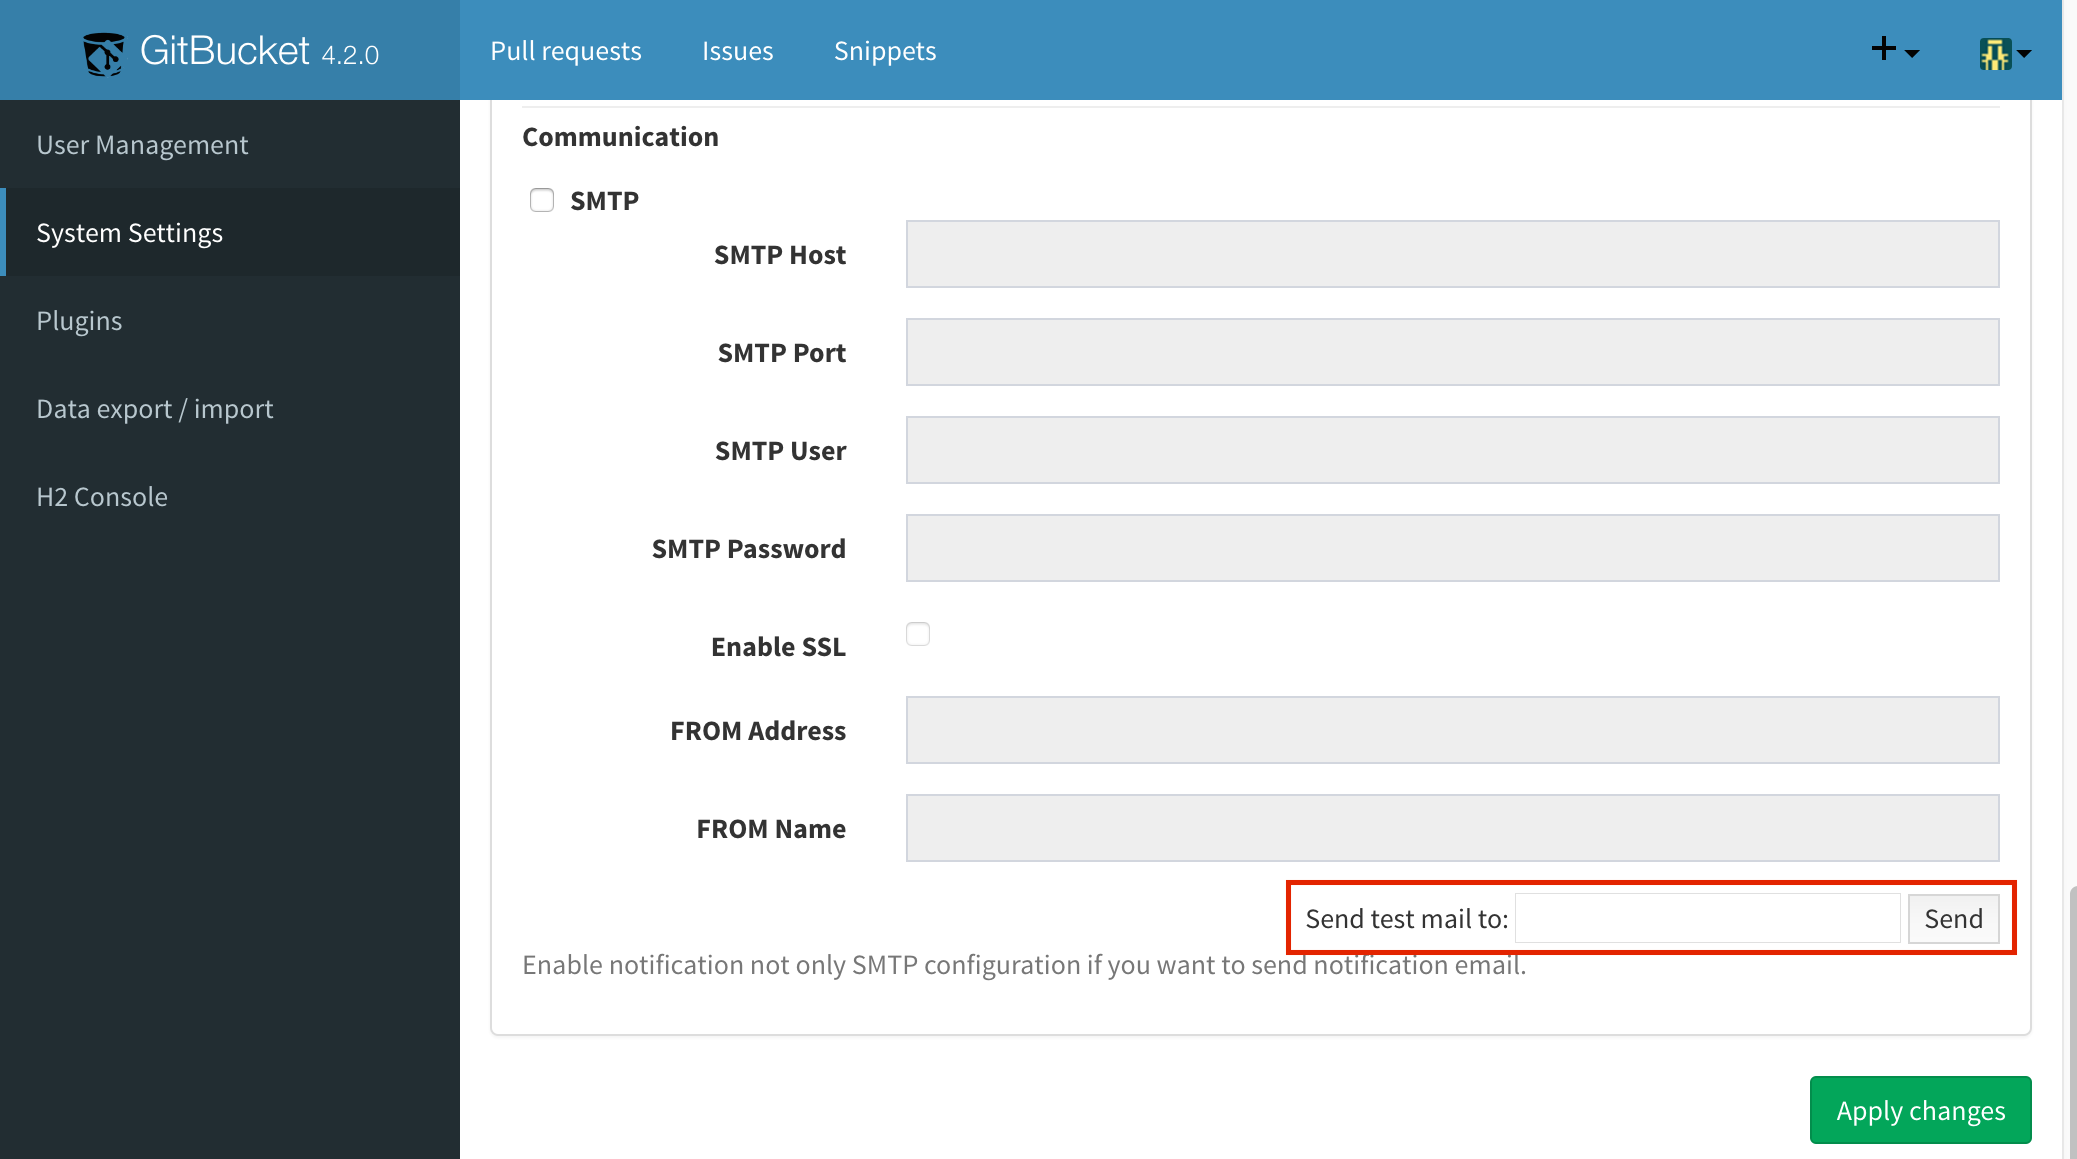 GitBucket 4.2.0
Pull requests
Issues
Snippets
User Management
System Settings
Plugins
Data export / import
H2 Console
Communication
SMTP
SMTP Host
SMTP Port
SMTP User
SMTP Password
Enable SSL
FROM Address
FROM Name
Send test mail to:
Send
Enable notification not only SMTP configuration if you want to send notification email.
Apply changes